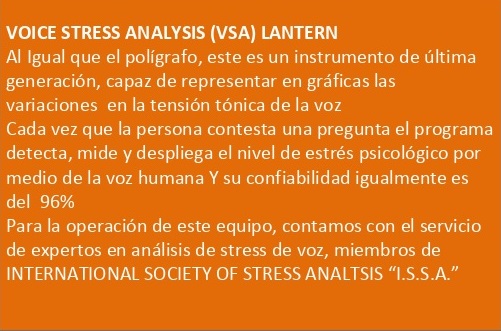 VOICE STRESS ANALYSIS (VSA) LANTERN
Al Igual que el polígrafo, este es un instrumento de última
generación, capaz de representar en gráficas las
variaciones  en la tensión tónica de la voz
Cada vez que la persona contesta una pregunta el programa
detecta, mide y despliega el nivel de estrés psicológico por
medio de la voz humana Y su confiabilidad igualmente es
del  96%
Para la operación de este equipo, contamos con el servicio
de expertos en análisis de stress de voz, miembros de
INTERNATIONAL SOCIETY OF STRESS ANALTSIS “I.S.S.A.”